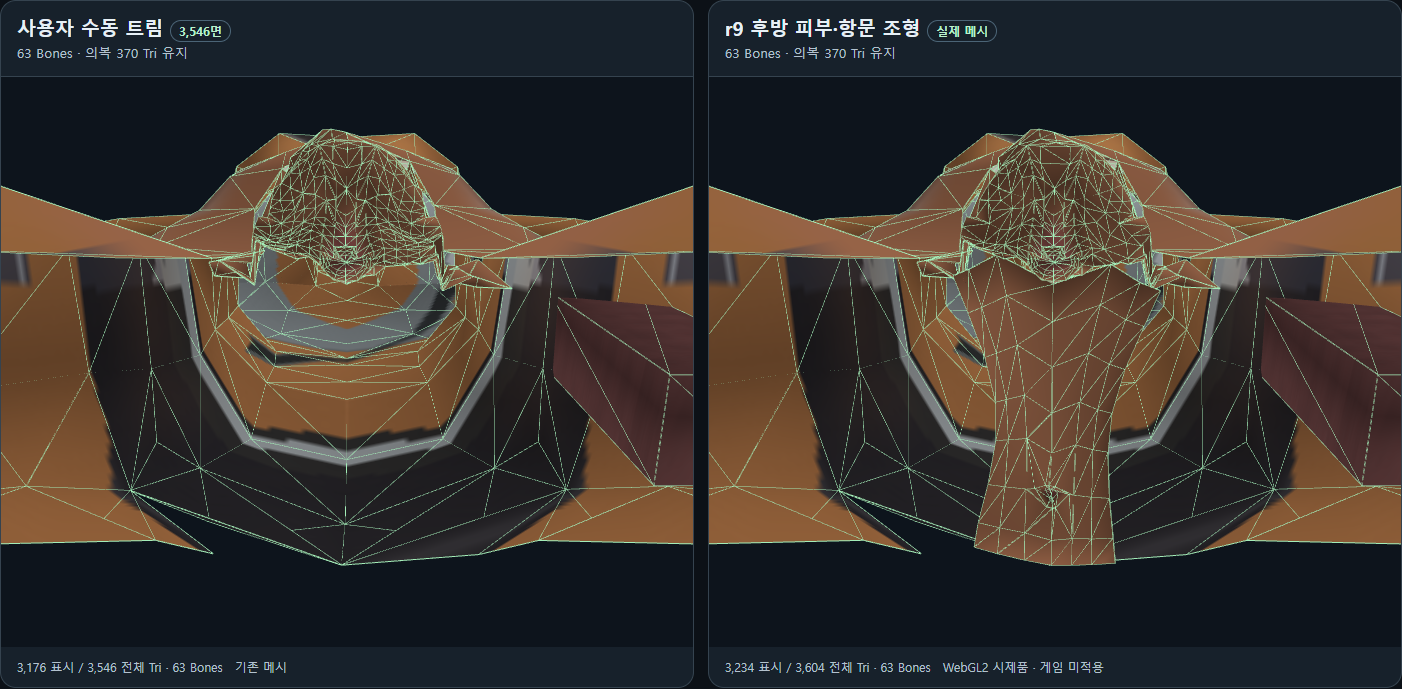 사용자 수동 트림 3,546면
63 Bones · 의복 370 Tri 유지
3,176 표시 / 3,546 전체 Tri · 63 Bones 기존 메시
r9 후방 피부·항문 조형 실제 메시
63 Bones · 의복 370 Tri 유지
3,234 표시 / 3,604 전체 Tri · 63 Bones WebGL2 시제품 · 게임 미적용